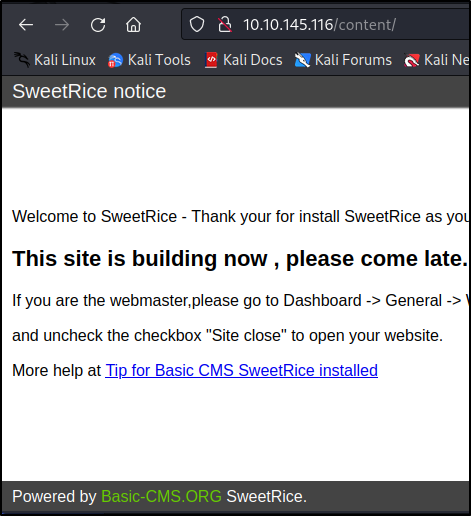 10.10.145.116/content/
Kali Linux Kali Tools Kali Docs Kali Forums Kali Ne
SweetRice notice
Welcome to SweetRice - Thank your for install SweetRice as you
This site is building now , please come late.
If you are the webmaster,please go to Dashboard -> General ->
and uncheck the checkbox "Site close" to open your website.
More help at Tip for Basic CMS SweetRice installed
Powered by Basic-CMS.ORG SweetRice.